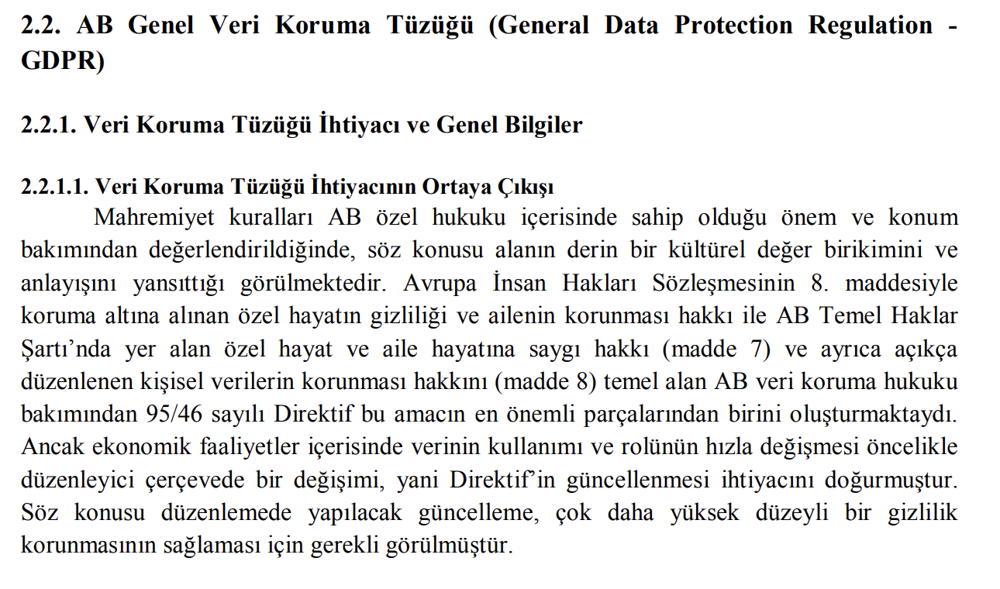 2.2. AB Genel Veri Koruma Tüzüğü (General Data Protection Regulation -
GDPR)
2.2.1. Veri Koruma Tüzüğü İhtiyacı ve Genel Bilgiler
2.2.1.1. Veri Koruma Tüzüğü İhtiyacının Ortaya Çıkışı
Mahremiyet kuralları AB özel hukuku içerisinde sahip olduğu önem ve konum
bakımından değerlendirildiğinde, söz konusu alanın derin bir kültürel değer birikimini ve
anlayışını yansıttığı görülmektedir. Avrupa İnsan Hakları Sözleşmesinin 8. maddesiyle
koruma altına alınan özel hayatın gizliliği ve ailenin korunması hakkı ile AB Temel Haklar
Şartı’nda yer alan özel hayat ve aile hayatına saygı hakkı (madde 7) ve ayrıca açıkça
düzenlenen kişisel verilerin korunması hakkını (madde 8) temel alan AB veri koruma hukuku
bakımından 95/46 sayılı Direktif bu amacın en önemli parçalarından birini oluşturmaktaydı.
Ancak ekonomik faaliyetler içerisinde verinin kullanımı ve rolünün hızla değişmesi öncelikle
düzenleyici çerçevede bir değişimi, yani Direktif’in güncellenmesi ihtiyacını doğurmuştur.
Söz konusu düzenlemede yapılacak güncelleme, çok daha yüksek düzeyli bir gizlilik
korunmasının sağlaması için gerekli görülmüştür.